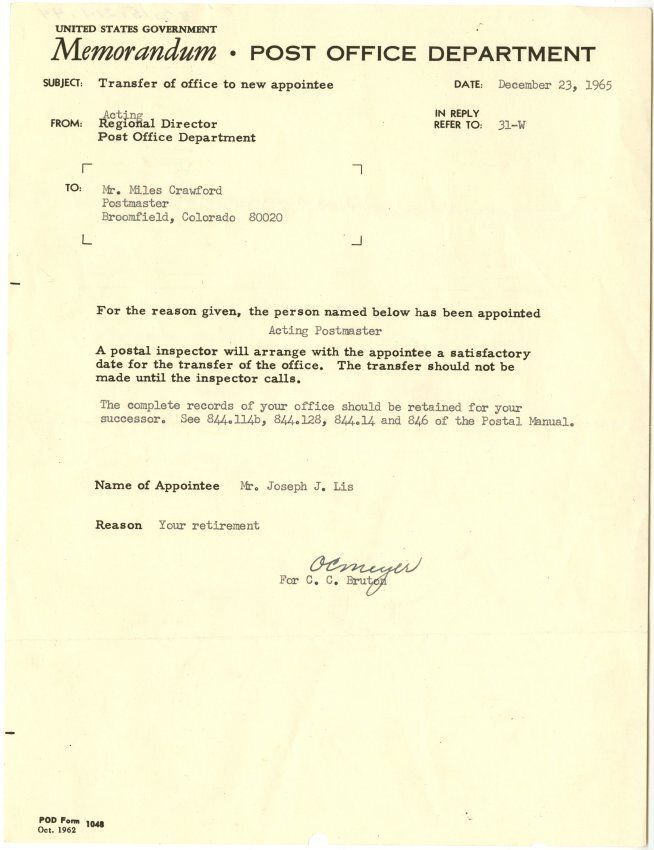 UNITED STATES GOVERNMENT
Memorandum • POST OFFICE DEPARTMENT
SUBJECT: Transfer of office to new appointee DATE: December 23, 1965
Acting
FROM: Regional Director
Post Office Department
IN REPLY
REFER TO: 31-W
TO: Mr. Miles Crawford
Postmaster
Broomfield, Colorado 80020
For the reason given, the person named below has been appointed
Acting Postmaster
A postal inspector will arrange with the appointee a satisfactory
date for the transfer of the office. The transfer should not be
made until the inspector calls.
The complete records of your office should be retained for your
successor. See 844.114b, 844.128, 844.14 and 846 of the Postal Manual.
Name of Appointee Mr. Joseph J. Lis
Reason Your retirement
OCMeyer
For C. C. Bruton
POD Form 1048
Oct. 1962